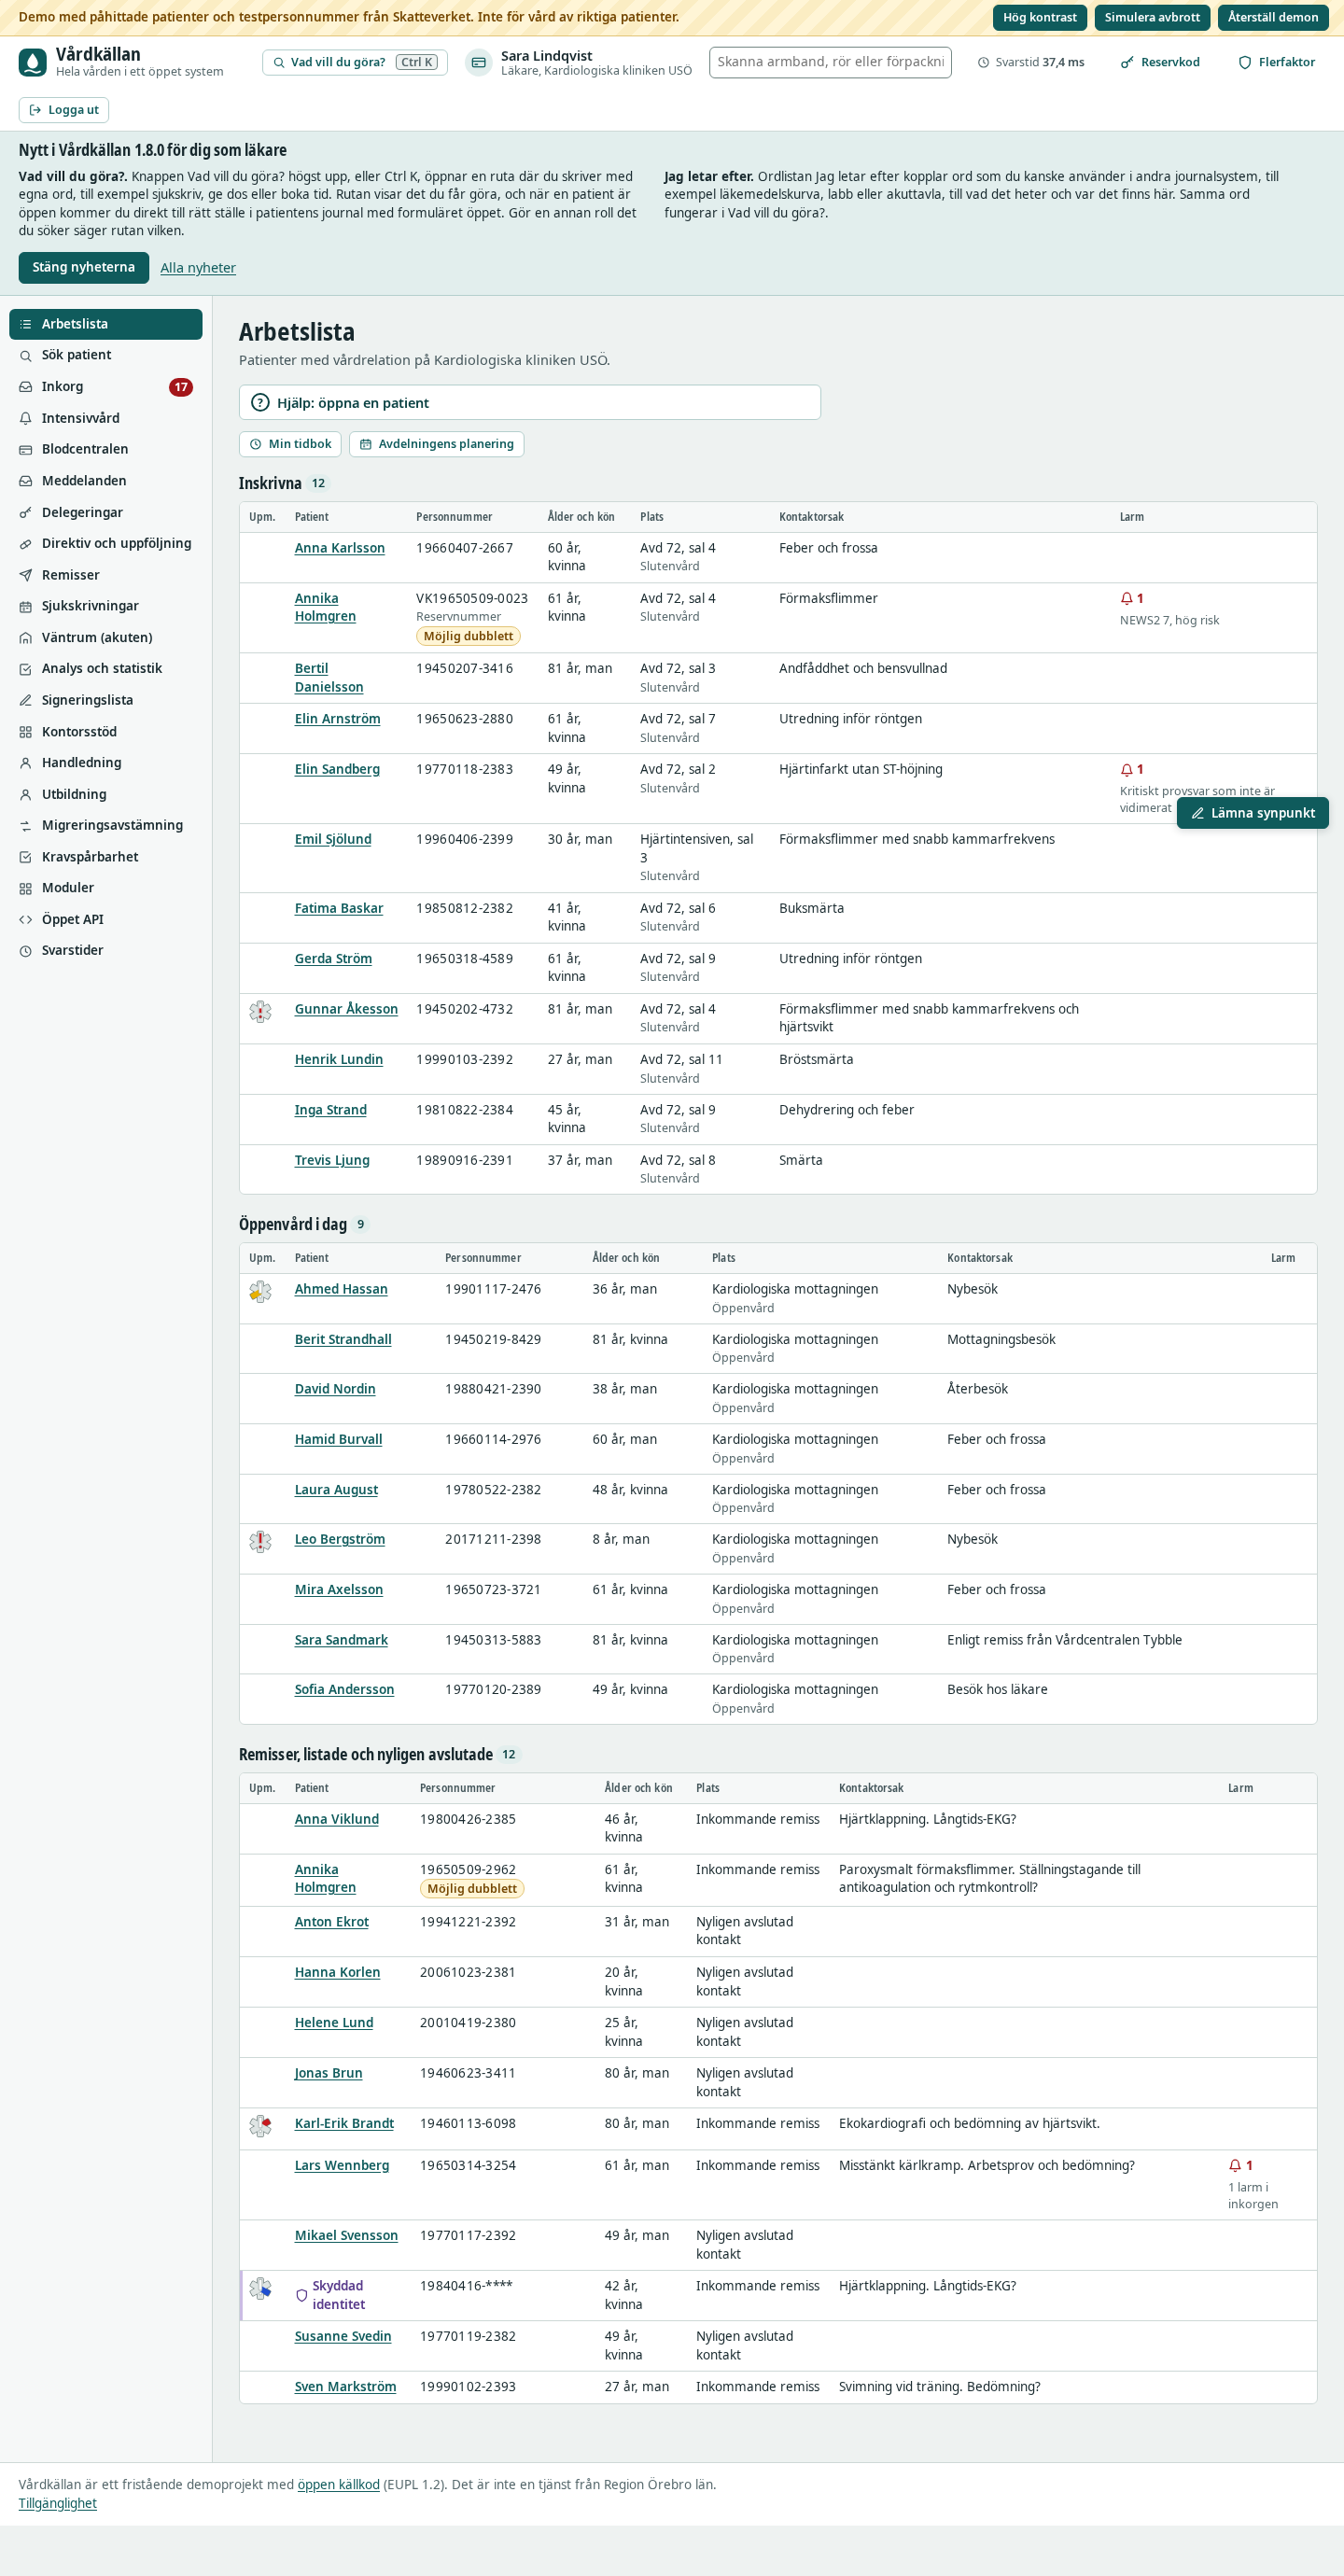 Demo med påhittade patienter och testpersonnummer från Skatteverket. Inte för vård av riktiga patienter.
Hög kontrast
Simulera avbrott
Återställ demon
Vårdkällan
Hela vården i ett öppet system
Vad vill du göra? Ctrl K
Sara Lindqvist
Läkare, Kardiologiska kliniken USÖ
Skanna armband, rör eller förpackni
Svarstid 37,4 ms
Reservkod
Flerfaktor
Logga ut
Nytt i Vårdkällan 1.8.0 för dig som läkare
Vad vill du göra?. Knappen Vad vill du göra? högst upp, eller Ctrl K, öppnar en ruta där du skriver med
egna ord, till exempel sjukskriv, ge dos eller boka tid. Rutan visar det du får göra, och när en patient är
öppen kommer du direkt till rätt ställe i patientens journal med formuläret öppet. Gör en annan roll det
du söker säger rutan vilken.
Jag letar efter. Ordlistan Jag letar efter kopplar ord som du kanske använder i andra journalsystem, till
exempel läkemedelskurva, labb eller akuttavla, till vad det heter och var det finns här. Samma ord
fungerar i Vad vill du göra?.
Stäng nyheterna
Alla nyheter
Arbetslista
Sök patient
Inkorg 17
Intensivvård
Blodcentralen
Meddelanden
Delegeringar
Direktiv och uppföljning
Remisser
Sjukskrivningar
Väntrum (akuten)
Analys och statistik
Signeringslista
Kontorsstöd
Handledning
Utbildning
Migreringsavstämning
Kravspårbarhet
Moduler
Öppet API
Svarstider
Arbetslista
Patienter med vårdrelation på Kardiologiska kliniken USÖ.
? Hjälp: öppna en patient
Min tidbok
Avdelningens planering
Inskrivna 12
Upm. Patient Personnummer Ålder och kön Plats Kontaktorsak Larm
Anna Karlsson 19660407-2667 60 år, kvinna Avd 72, sal 4 Slutenvård Feber och frossa
Annika Holmgren VK19650509-0023 Reservnummer Möjlig dubblett 61 år, kvinna Avd 72, sal 4 Slutenvård Förmaksflimmer 1 NEWS2 7, hög risk
Bertil Danielsson 19450207-3416 81 år, man Avd 72, sal 3 Slutenvård Andfåddhet och bensvullnad
Elin Arnström 19650623-2880 61 år, kvinna Avd 72, sal 7 Slutenvård Utredning inför röntgen
Elin Sandberg 19770118-2383 49 år, kvinna Avd 72, sal 2 Slutenvård Hjärtinfarkt utan ST-höjning 1 Kritiskt provsvar som inte är vidimerat
Lämna synpunkt
Emil Sjölund 19960406-2399 30 år, man Hjärtintensiven, sal 3 Slutenvård Förmaksflimmer med snabb kammarfrekvens
Fatima Baskar 19850812-2382 41 år, kvinna Avd 72, sal 6 Slutenvård Buksmärta
Gerda Ström 19650318-4589 61 år, kvinna Avd 72, sal 9 Slutenvård Utredning inför röntgen
Gunnar Åkesson 19450202-4732 81 år, man Avd 72, sal 4 Slutenvård Förmaksflimmer med snabb kammarfrekvens och hjärtsvikt
Henrik Lundin 19990103-2392 27 år, man Avd 72, sal 11 Slutenvård Bröstsmärta
Inga Strand 19810822-2384 45 år, kvinna Avd 72, sal 9 Slutenvård Dehydrering och feber
Trevis Ljung 19890916-2391 37 år, man Avd 72, sal 8 Slutenvård Smärta
Öppenvård i dag 9
Upm. Patient Personnummer Ålder och kön Plats Kontaktorsak Larm
Ahmed Hassan 19901117-2476 36 år, man Kardiologiska mottagningen Öppenvård Nybesök
Berit Strandhall 19450219-8429 81 år, kvinna Kardiologiska mottagningen Öppenvård Mottagningsbesök
David Nordin 19880421-2390 38 år, man Kardiologiska mottagningen Öppenvård Återbesök
Hamid Burvall 19660114-2976 60 år, man Kardiologiska mottagningen Öppenvård Feber och frossa
Laura August 19780522-2382 48 år, kvinna Kardiologiska mottagningen Öppenvård Feber och frossa
Leo Bergström 20171211-2398 8 år, man Kardiologiska mottagningen Öppenvård Nybesök
Mira Axelsson 19650723-3721 61 år, kvinna Kardiologiska mottagningen Öppenvård Feber och frossa
Sara Sandmark 19450313-5883 81 år, kvinna Kardiologiska mottagningen Öppenvård Enligt remiss från Vårdcentralen Tybble
Sofia Andersson 19770120-2389 49 år, kvinna Kardiologiska mottagningen Öppenvård Besök hos läkare
Remisser, listade och nyligen avslutade 12
Upm. Patient Personnummer Ålder och kön Plats Kontaktorsak Larm
Anna Viklund 19800426-2385 46 år, kvinna Inkommande remiss Hjärtklappning. Långtids-EKG?
Annika Holmgren 19650509-2962 Möjlig dubblett 61 år, kvinna Inkommande remiss Paroxysmalt förmaksflimmer. Ställningstagande till antikoagulation och rytmkontroll?
Anton Ekrot 19941221-2392 31 år, man Nyligen avslutad kontakt
Hanna Korlen 20061023-2381 20 år, kvinna Nyligen avslutad kontakt
Helene Lund 20010419-2380 25 år, kvinna Nyligen avslutad kontakt
Jonas Brun 19460623-3411 80 år, man Nyligen avslutad kontakt
Karl-Erik Brandt 19460113-6098 80 år, man Inkommande remiss Ekokardiografi och bedömning av hjärtsvikt.
Lars Wennberg 19650314-3254 61 år, man Inkommande remiss Misstänkt kärlkramp. Arbetsprov och bedömning? 1 1 larm i inkorgen
Mikael Svensson 19770117-2392 49 år, man Nyligen avslutad kontakt
Skyddad identitet 19840416-**** 42 år, kvinna Inkommande remiss Hjärtklappning. Långtids-EKG?
Susanne Svedin 19770119-2382 49 år, kvinna Nyligen avslutad kontakt
Sven Markström 19990102-2393 27 år, man Inkommande remiss Svimning vid träning. Bedömning?
Vårdkällan är ett fristående demoprojekt med öppen källkod (EUPL 1.2). Det är inte en tjänst från Region Örebro län.
Tillgänglighet